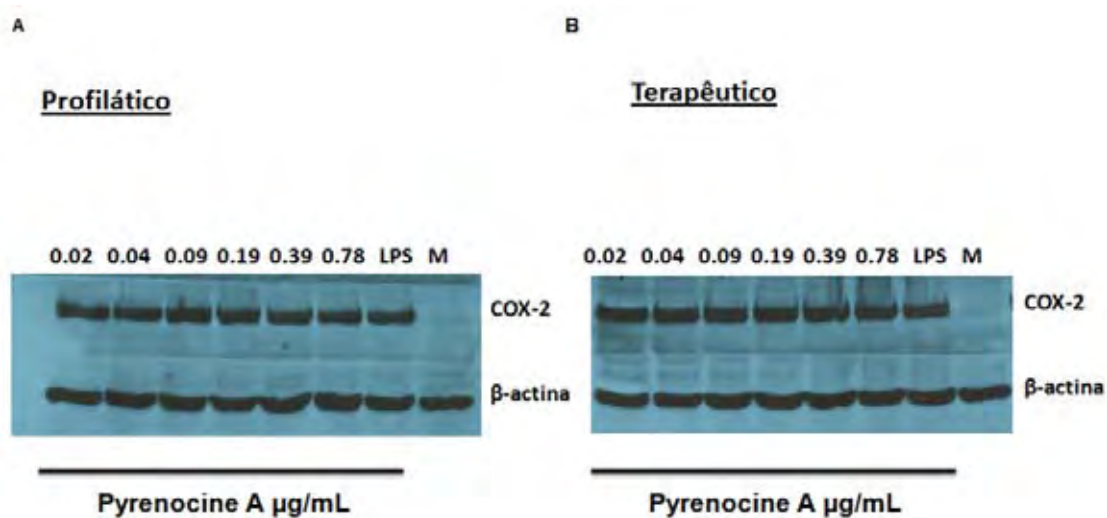 A
Profilático
0.02 0.04 0.09 0.19 0.39 0.78 LPS M
COX-2
β-actina
Pyrenocine A µg/mL
B
Terapêutico
0.02 0.04 0.09 0.19 0.39 0.78 LPS M
COX-2
β-actina
Pyrenocine A µg/mL